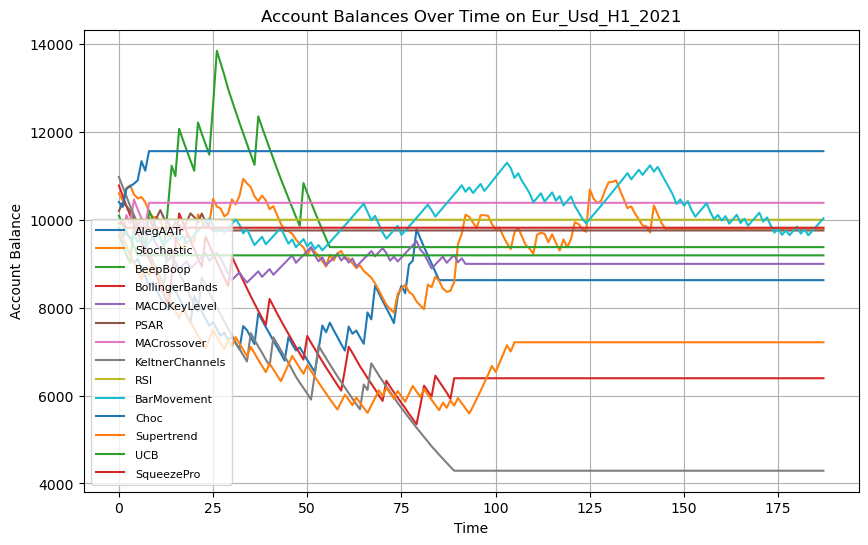 Account Balances Over Time on Eur_Usd_H1_2021
14000
12000
10000
8000
6000
4000
Account Balance
AlegAATr
Stochastic
BeepBoop
BollingerBands
MACDKeyLevel
PSAR
MACrossover
KeltnerChannels
RSI
BarMovement
Choc
Supertrend
UCB
SqueezePro
0 25 50 75 100 125 150 175
Time